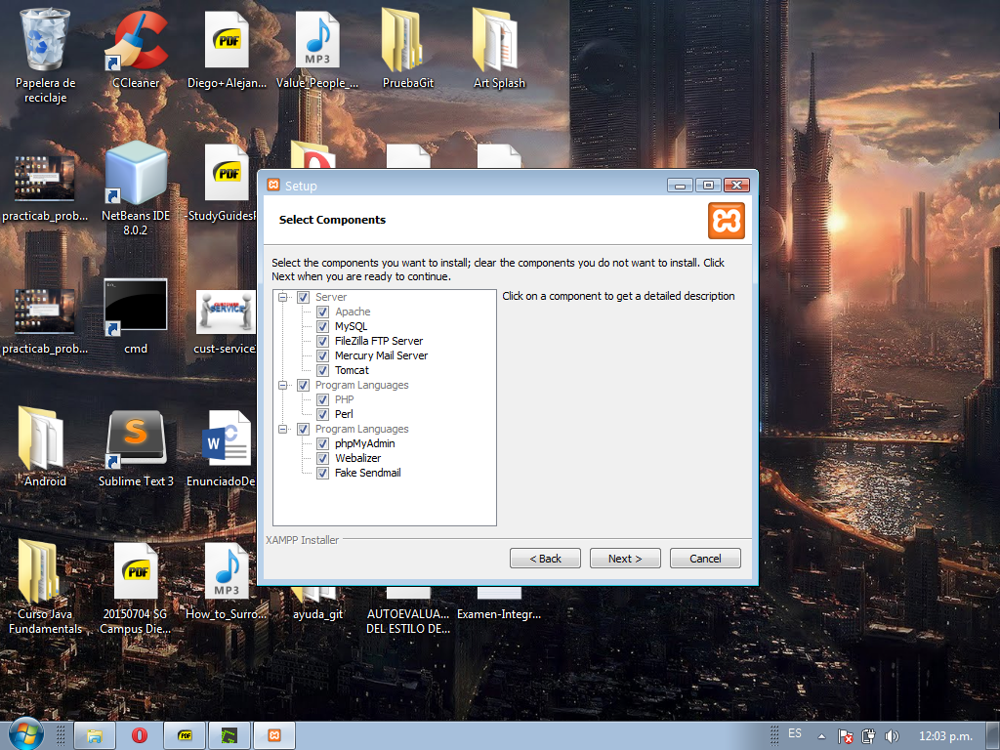 Papelera de
reciclaje
CCleaner
PDF
Diego+Alejan...
MP3
Value_People_...
PruebaGit
Art Splash
practicab_prob...
NetBeans IDE
8.0.2
PDF
-StudyGuidesF
practicab_prob...
cmd
CUSTOMER
SERVICE
cust-service
Android
S
Sublime Text 3
W
EnunciadoDe
Curso Java
Fundamentals
PDF
20150704 SG
Campus Die...
MP3
How_to_Surro...
ayuda_git
AUTOEVALUA...
DEL ESTILO DE...
Examen-Integr...
Setup
Select Components
Select the components you want to install; clear the components you do not want to install. Click
Next when you are ready to continue.
Server
Apache
MySQL
FileZilla FTP Server
Mercury Mail Server
Tomcat
Program Languages
PHP
Perl
Program Languages
phpMyAdmin
Webalizer
Fake Sendmail
Click on a component to get a detailed description
XAMPP Installer
< Back
Next >
Cancel
PDF
ES
12:03 p.m.